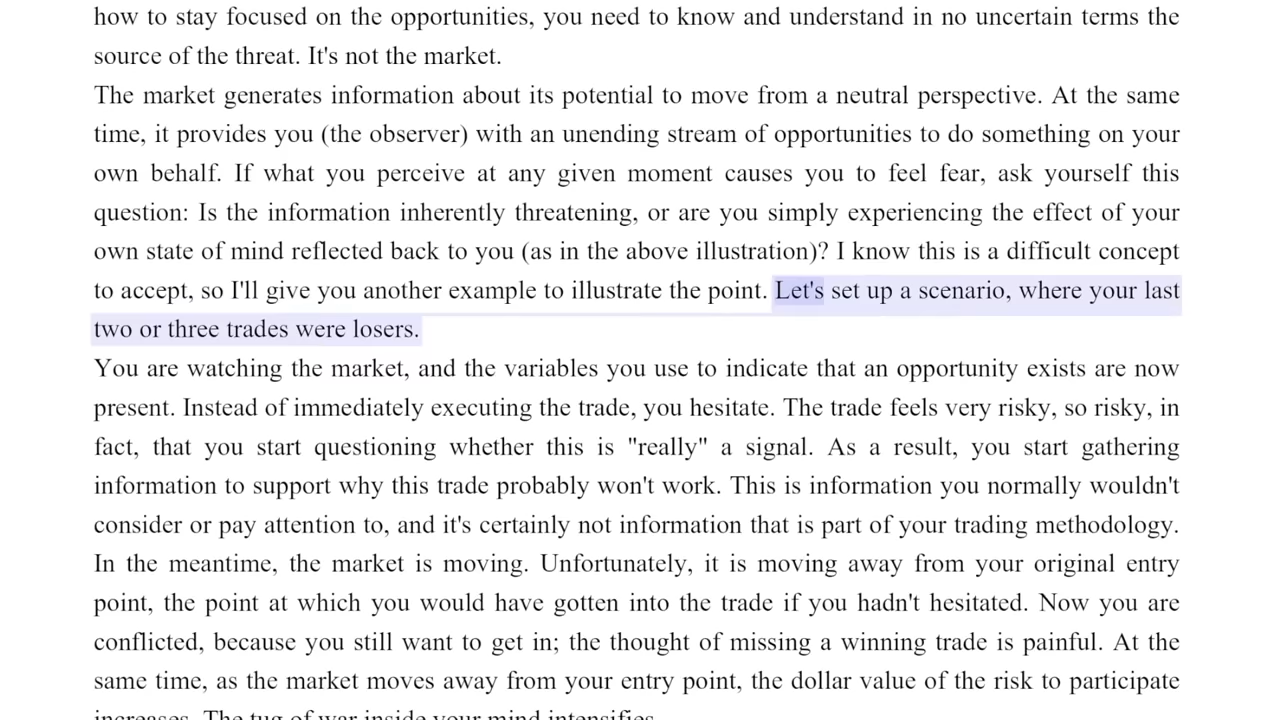 how to stay focused on the opportunities, you need to know and understand in no uncertain terms the
source of the threat. It's not the market.
The market generates information about its potential to move from a neutral perspective. At the same
time, it provides you (the observer) with an unending stream of opportunities to do something on your
own behalf. If what you perceive at any given moment causes you to feel fear, ask yourself this
question: Is the information inherently threatening, or are you simply experiencing the effect of your
own state of mind reflected back to you (as in the above illustration)? I know this is a difficult concept
to accept, so I'll give you another example to illustrate the point. Let's set up a scenario, where your last
two or three trades were losers.
You are watching the market, and the variables you use to indicate that an opportunity exists are now
present. Instead of immediately executing the trade, you hesitate. The trade feels very risky, so risky, in
fact, that you start questioning whether this is "really" a signal. As a result, you start gathering
information to support why this trade probably won't work. This is information you normally wouldn't
consider or pay attention to, and it's certainly not information that is part of your trading methodology.
In the meantime, the market is moving. Unfortunately, it is moving away from your original entry
point, the point at which you would have gotten into the trade if you hadn't hesitated. Now you are
conflicted, because you still want to get in; the thought of missing a winning trade is painful. At the
same time, as the market moves away from your entry point, the dollar value of the risk to participate
increases. The tug of war inside your mind intensifies.